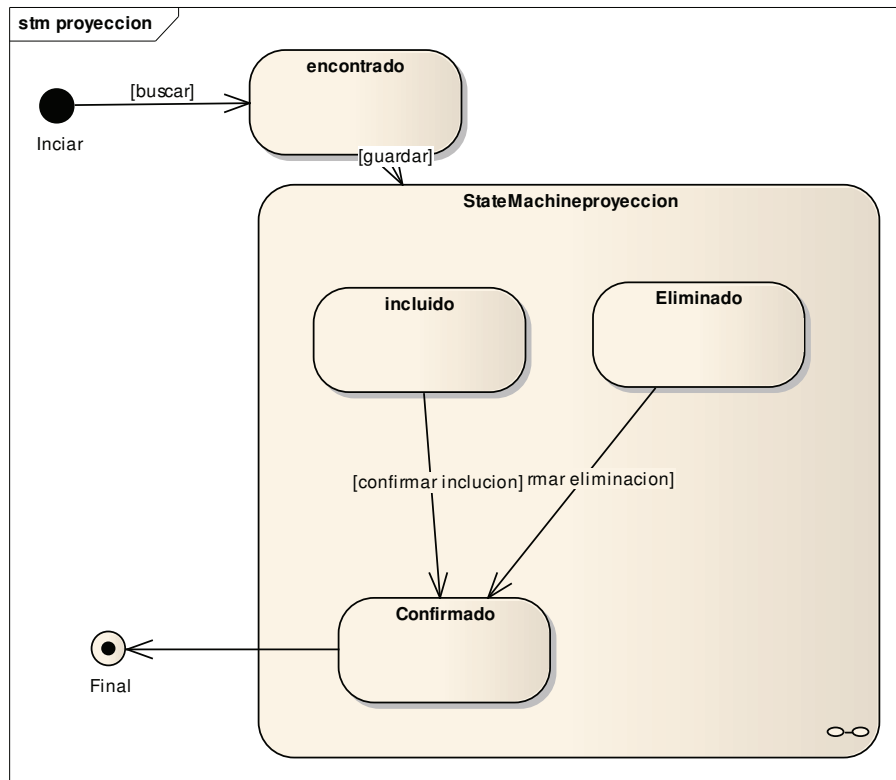 stm proyeccion
encontrado
[buscar]
Inciar
[guardar]
StateMachineproyeccion
incluido
Eliminado
[confirmar inclucion]
rmar eliminacion]
Confirmado
Final